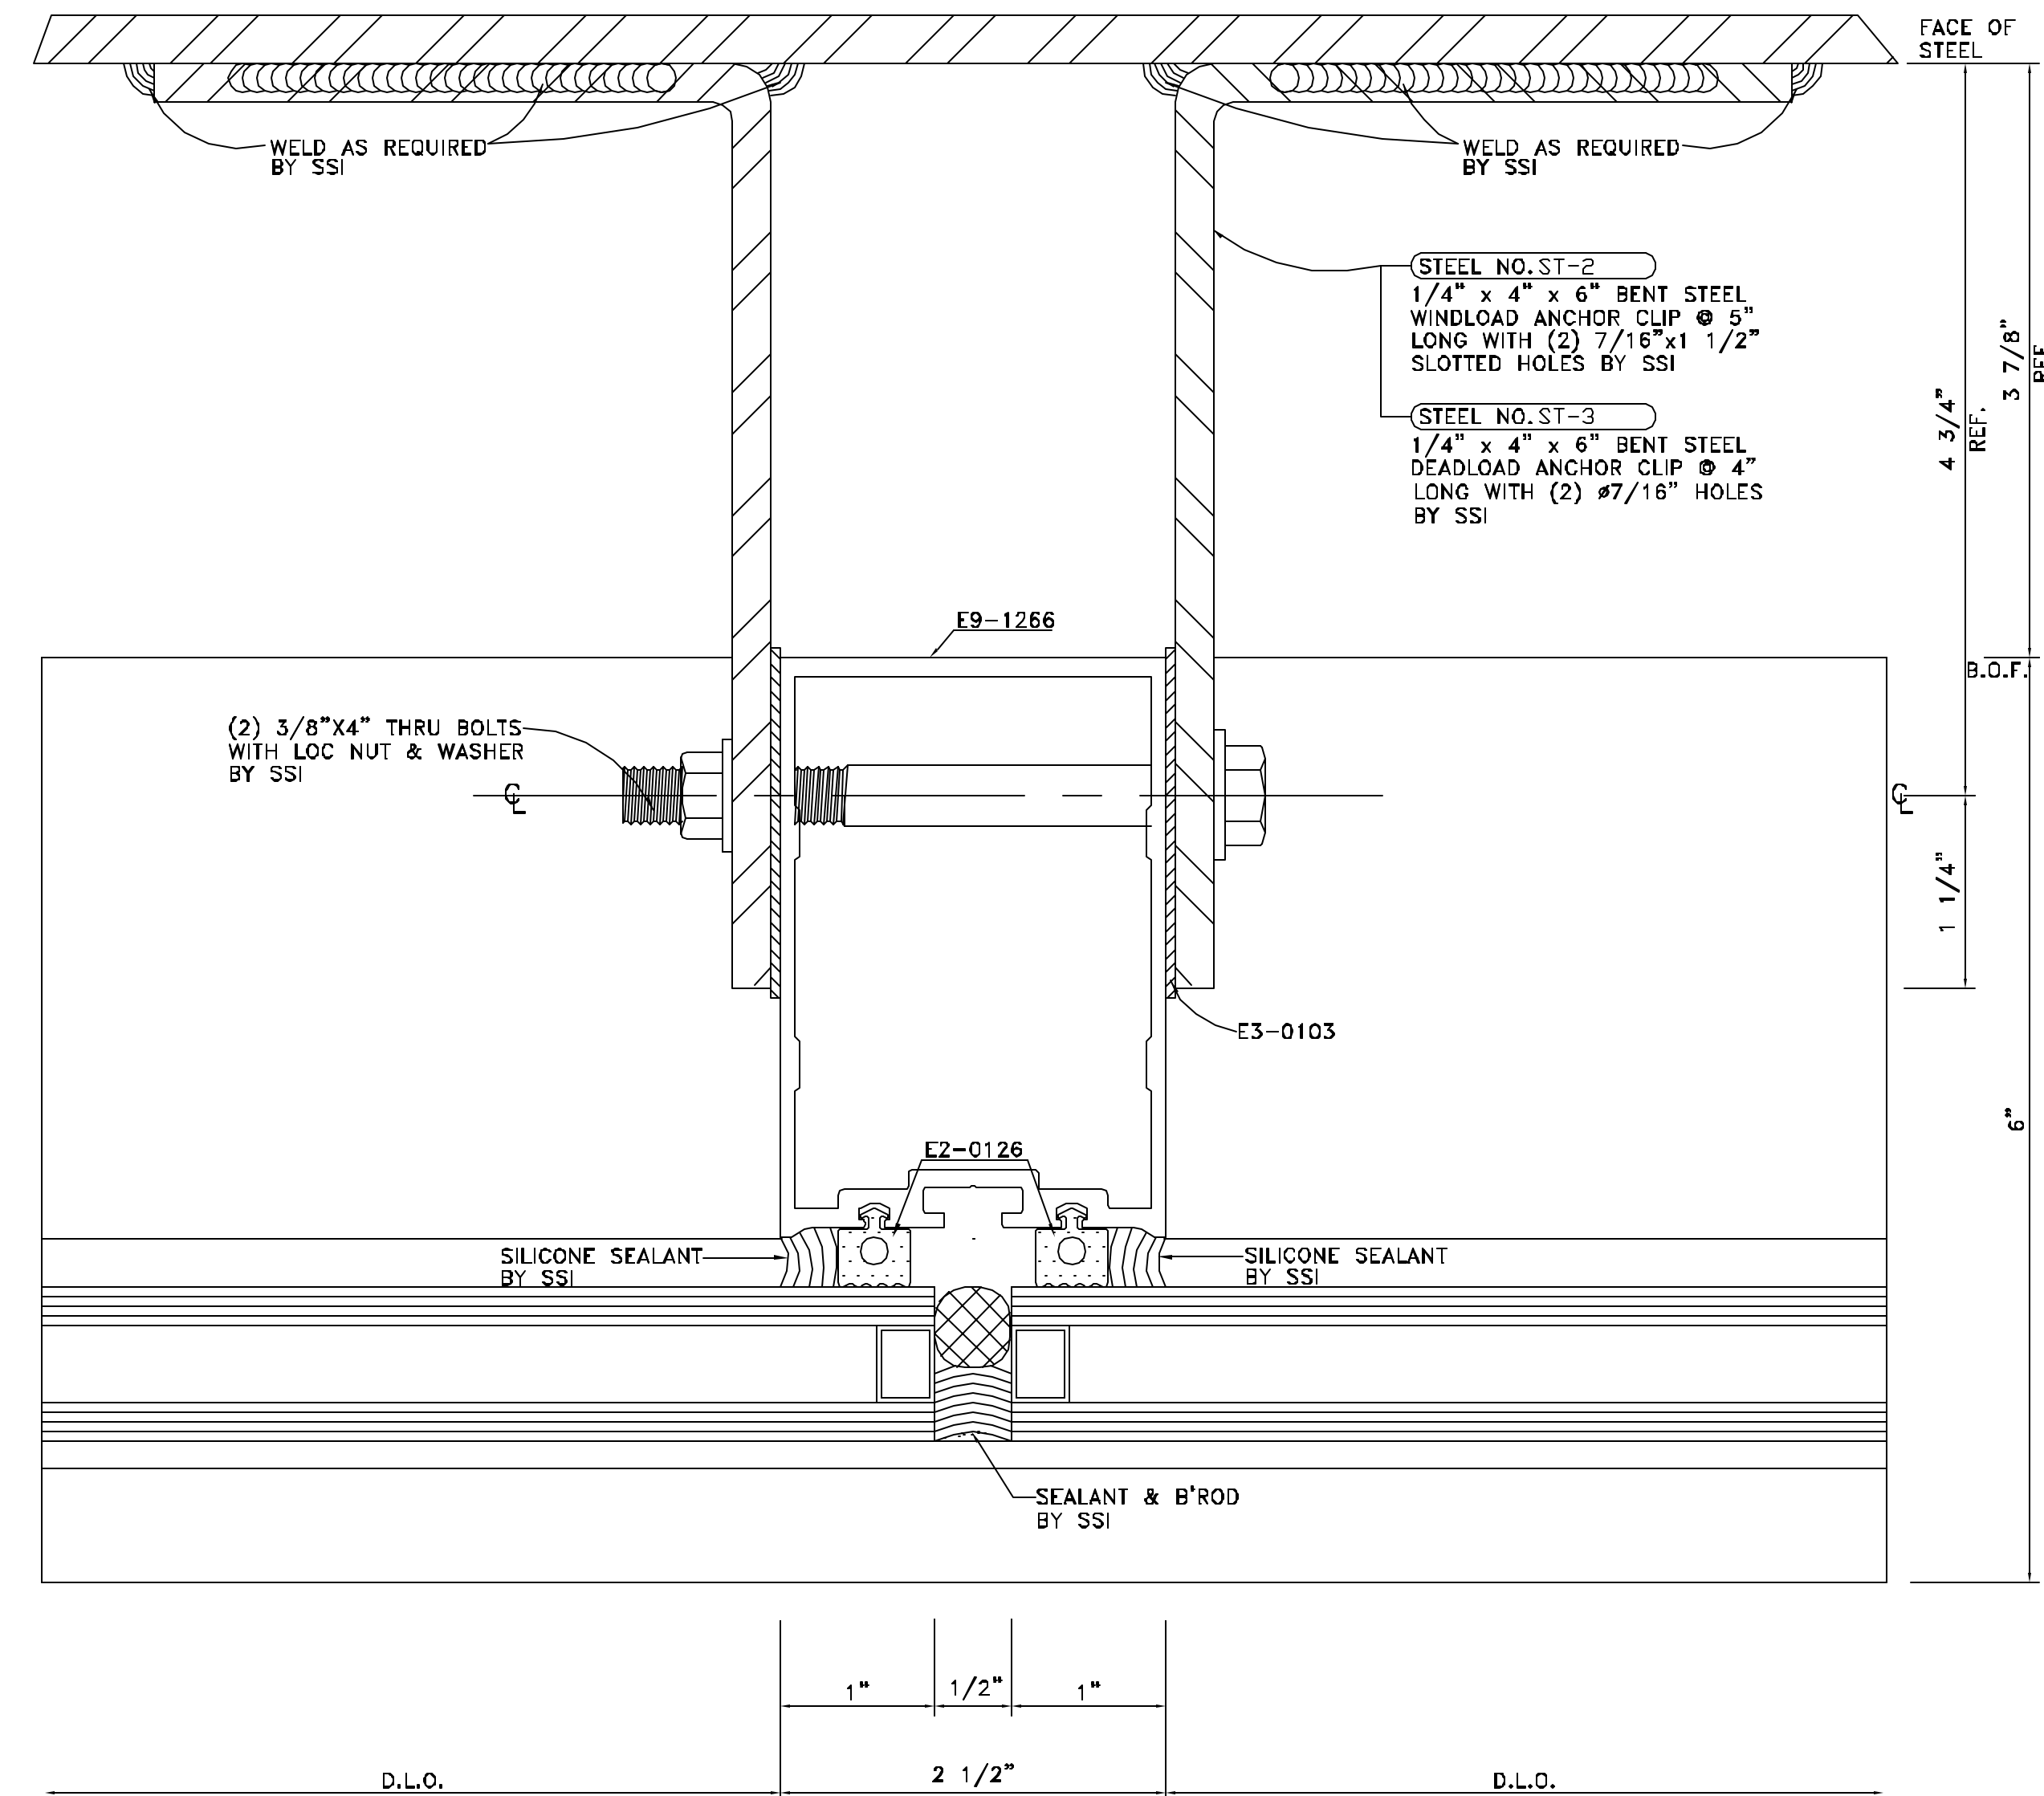 FACE OF
STEEL
WELD AS REQUIRED
BY SSI
WELD AS REQUIRED
BY SSI
STEEL NO. ST-2
1/4" x 4" x 6" BENT STEEL
WINDLOAD ANCHOR CLIP @ 5"
LONG WITH (2) 7/16"x1 1/2"
SLOTTED HOLES BY SSI
STEEL NO. ST-3
1/4" x 4" x 6" BENT STEEL
DEADLOAD ANCHOR CLIP @ 4"
LONG WITH (2) ø7/16" HOLES
BY SSI
3 7/8"
REF.
4 3/4"
REF.
E9-1266
B.O.F.
(2) 3/8"X4" THRU BOLTS
WITH LOC NUT & WASHER
BY SSI
CL
CL
1 1/4"
E3-0103
6"
E2-0126
SILICONE SEALANT
BY SSI
SILICONE SEALANT
BY SSI
SEALANT & B'ROD
BY SSI
1"
1/2"
1"
D.L.O.
2 1/2"
D.L.O.